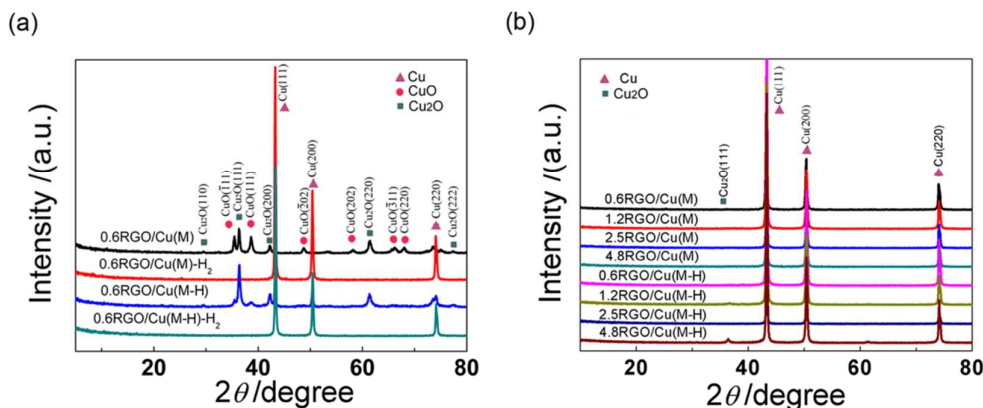 (a)
Intensity /(a.u.)
Cu
CuO
Cu₂O
Cu(111)
Cu(200)
Cu(220)
Cu₂O(110)
CuO(1̄11)
Cu₂O(111)
CuO(111)
Cu₂O(200)
CuO(2̄02)
CuO(202)
Cu₂O(220)
CuO(3̄11)
CuO(220)
Cu₂O(222)
0.6RGO/Cu(M)
0.6RGO/Cu(M)-H₂
0.6RGO/Cu(M-H)
0.6RGO/Cu(M-H)-H₂
20 40 60 80
2θ/degree
(b)
Intensity /(a.u.)
Cu
Cu₂O
Cu(111)
Cu(200)
Cu(220)
Cu₂O(111)
0.6RGO/Cu(M)
1.2RGO/Cu(M)
2.5RGO/Cu(M)
4.8RGO/Cu(M)
0.6RGO/Cu(M-H)
1.2RGO/Cu(M-H)
2.5RGO/Cu(M-H)
4.8RGO/Cu(M-H)
20 40 60 80
2θ/degree